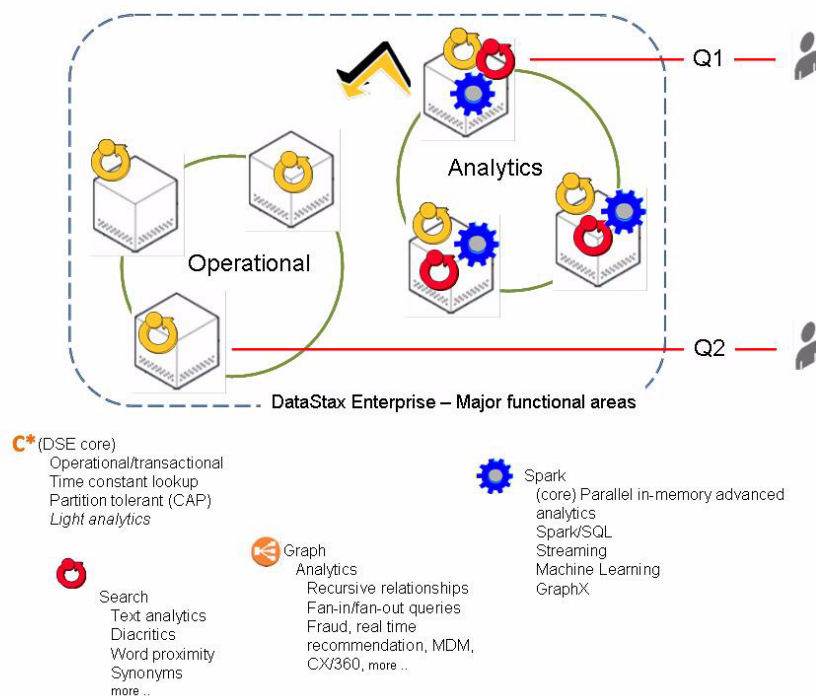 Q1
Analytics
Operational
Q2
DataStax Enterprise – Major functional areas
C* (DSE core)
Operational/transactional
Time constant lookup
Partition tolerant (CAP)
Light analytics
Search
Text analytics
Diacritics
Word proximity
Synonyms
more ..
Graph
Analytics
Recursive relationships
Fan-in/fan-out queries
Fraud, real time
recommendation, MDM,
CX/360, more ..
Spark
(core) Parallel in-memory advanced
analytics
Spark/SQL
Streaming
Machine Learning
GraphX